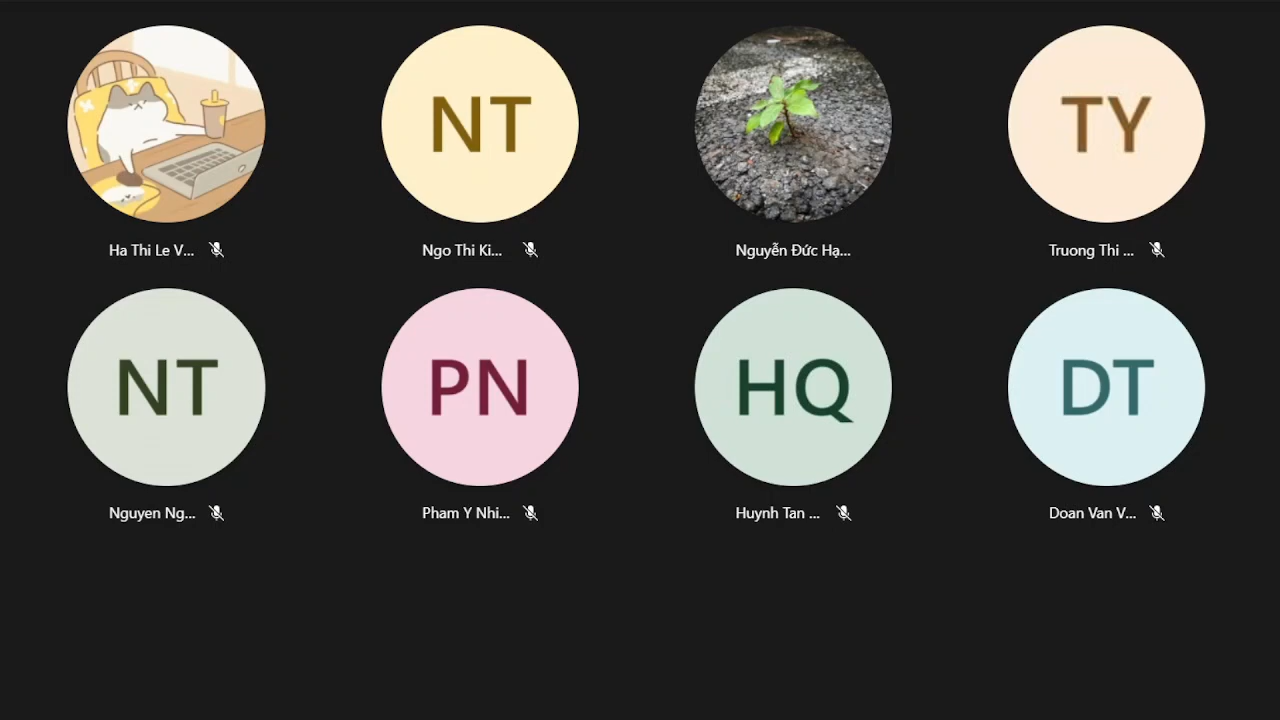 NT
TY
Ha Thi Le V...
Ngo Thi Ki...
Nguyễn Đức Hạ...
Truong Thi ...
NT
PN
HQ
DT
Nguyen Ng...
Pham Y Nhi...
Huynh Tan ...
Doan Van V...